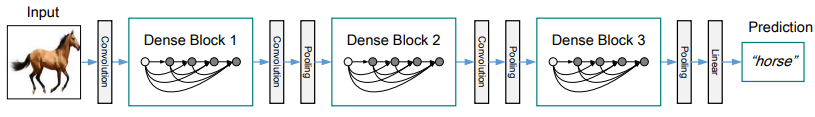 Input
Convolution
Dense Block 1
Convolution
Pooling
Dense Block 2
Convolution
Pooling
Dense Block 3
Pooling
Linear
Prediction
“horse”